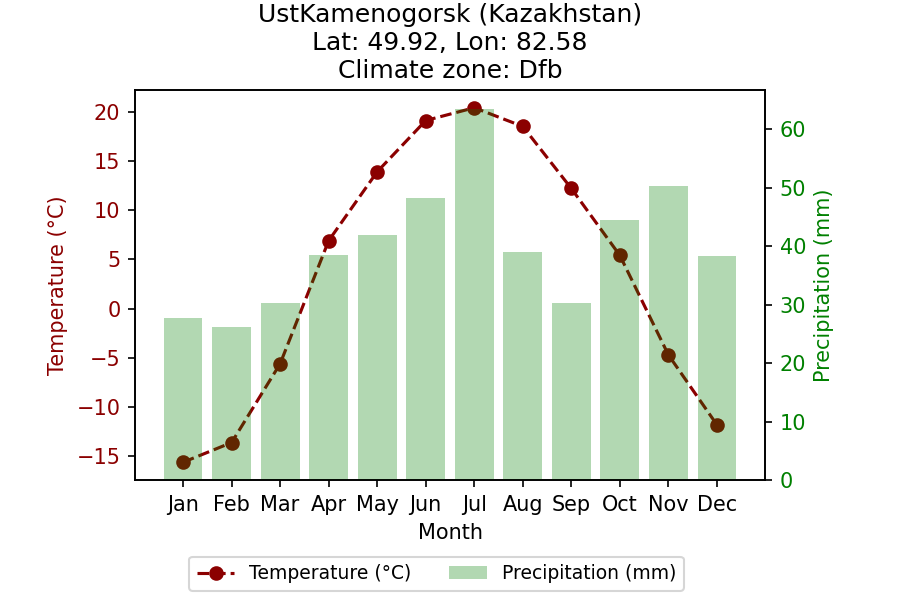 UstKamenogorsk (Kazakhstan)
Lat: 49.92, Lon: 82.58
Climate zone: Dfb
20
15
10
5
0
−5
−10
−15
Temperature (°C)
60
50
40
30
20
10
0
Precipitation (mm)
Jan Feb Mar Apr May Jun Jul Aug Sep Oct Nov Dec
Month
Temperature (°C) Precipitation (mm)